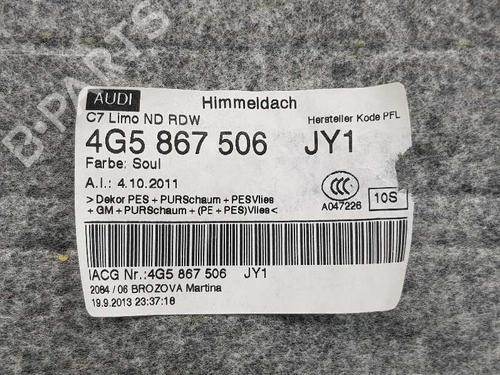 B-PARTS
AUDI
Himmeldach
C7 Limo ND RDW
Hersteller Kode PFL
4G5 867 506 JY1
Farbe: Soul
A.I.: 4.10.2011
> Dekor PES + PURSchaum + PESVlies
+ GM + PURSchaum + (PE + PES)Vlies<
CCC
A047226
10S
IACG Nr.:4G5 867 506 JY1
2084 / 06 BROZOVA Martina
19.9.2013 23:37:18